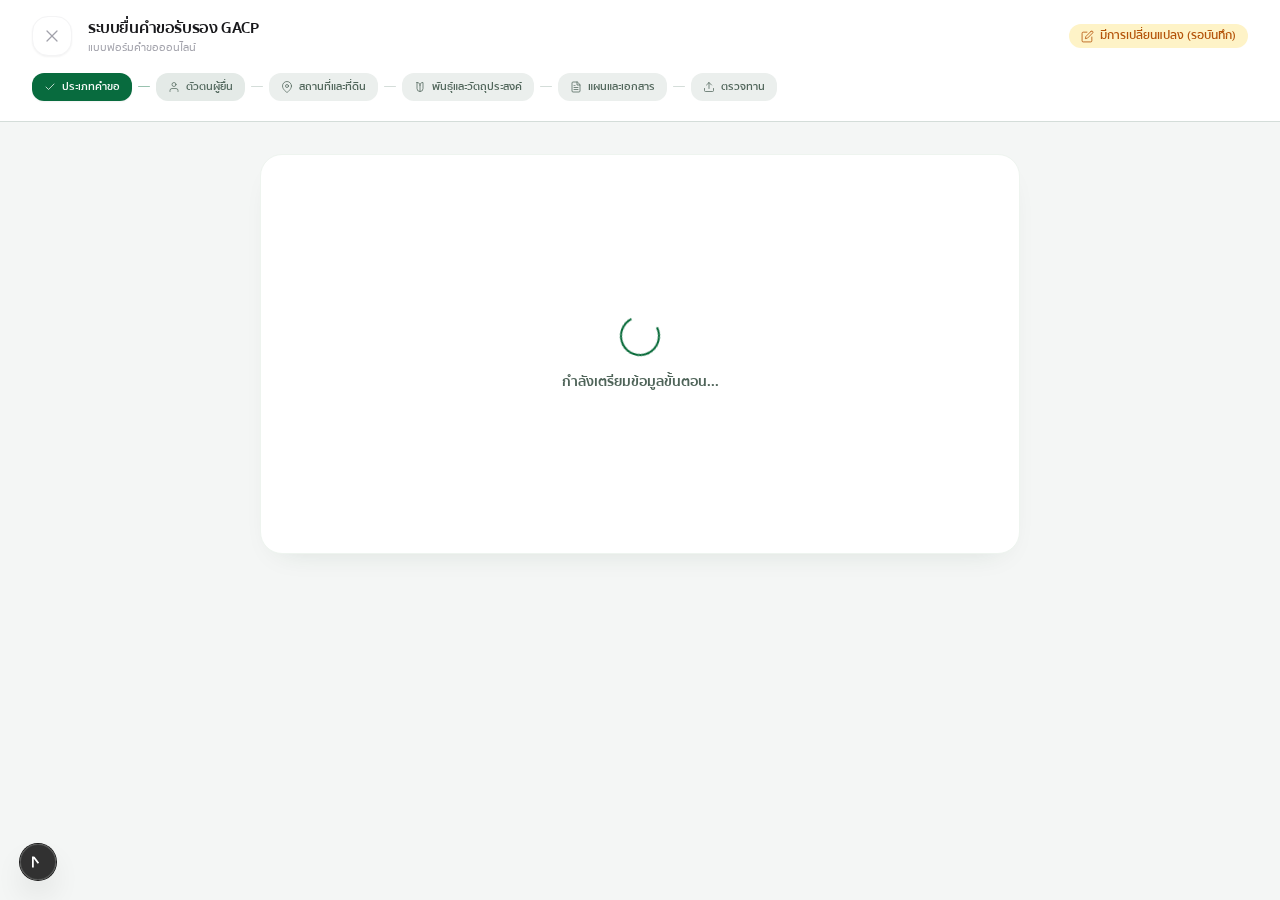 ระบบยื่นคำขอรับรอง GACP
แบบฟอร์มคำขอออนไลน์
มีการเปลี่ยนแปลง (รอบันทึก)
ประเภทคำขอ
ตัวตนผู้ยื่น
สถานที่และที่ดิน
พันธุ์และวัตถุประสงค์
แผนและเอกสาร
ตรวจทาน
กำลังเตรียมข้อมูลขั้นตอน...